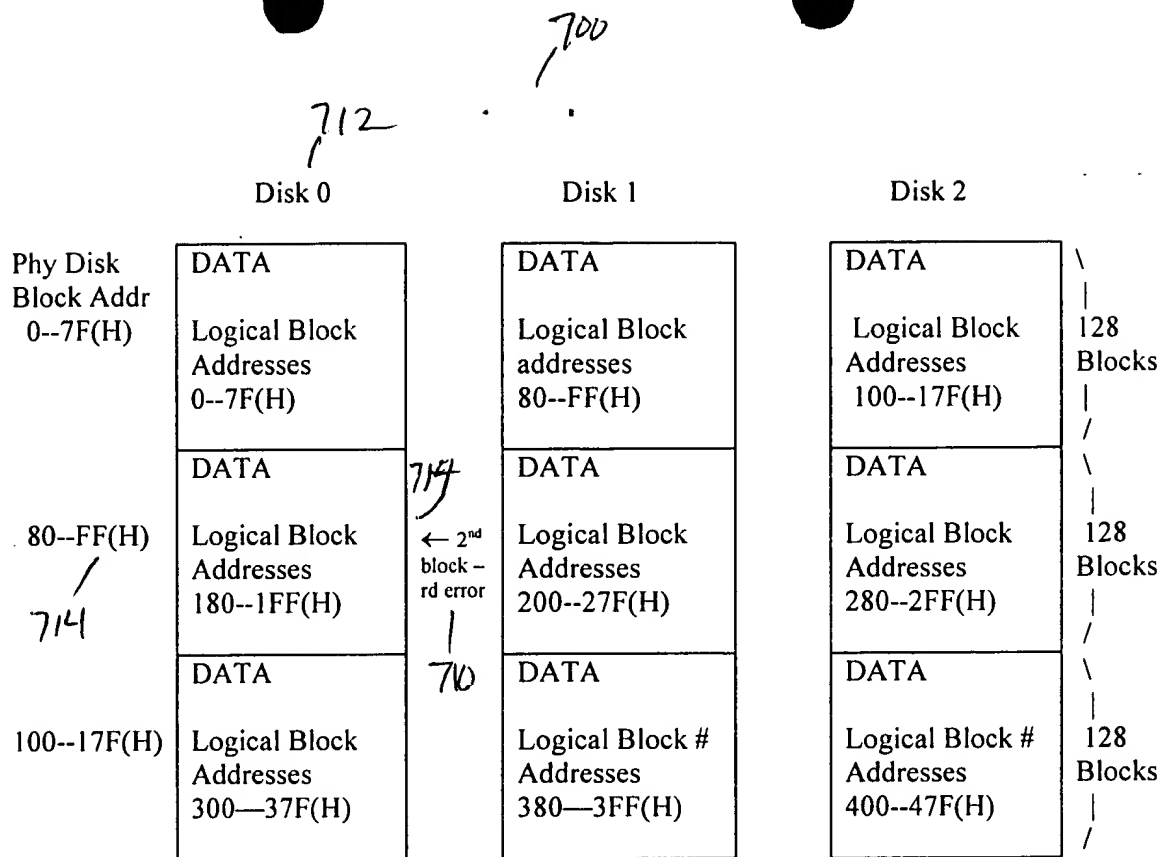 700
712
Disk 0 Disk 1 Disk 2
Phy Disk
Block Addr
0--7F(H)
DATA
Logical Block
Addresses
0--7F(H)
DATA
Logical Block
addresses
80--FF(H)
DATA
Logical Block
Addresses
100--17F(H)
128
Blocks
80--FF(H)
714
DATA
Logical Block
Addresses
180--1FF(H)
714
← 2nd
block –
rd error
710
DATA
Logical Block
Addresses
200--27F(H)
DATA
Logical Block
Addresses
280--2FF(H)
128
Blocks
100--17F(H)
DATA
Logical Block
Addresses
300—37F(H)
DATA
Logical Block #
Addresses
380—3FF(H)
DATA
Logical Block #
Addresses
400--47F(H)
128
Blocks